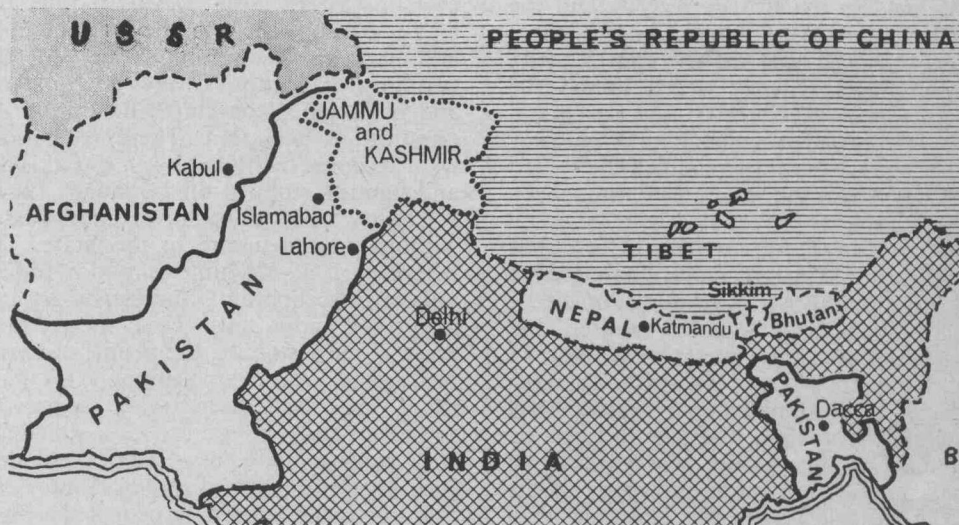 USSR
PEOPLE'S REPUBLIC OF CHINA
JAMMU
and
KASHMIR
Kabul
AFGHANISTAN
Islamabad
Lahore
TIBET
Sikkim
Bhutan
NEPAL
Katmandu
Delhi
PAKISTAN
PAKISTAN
Dacca
INDIA
B